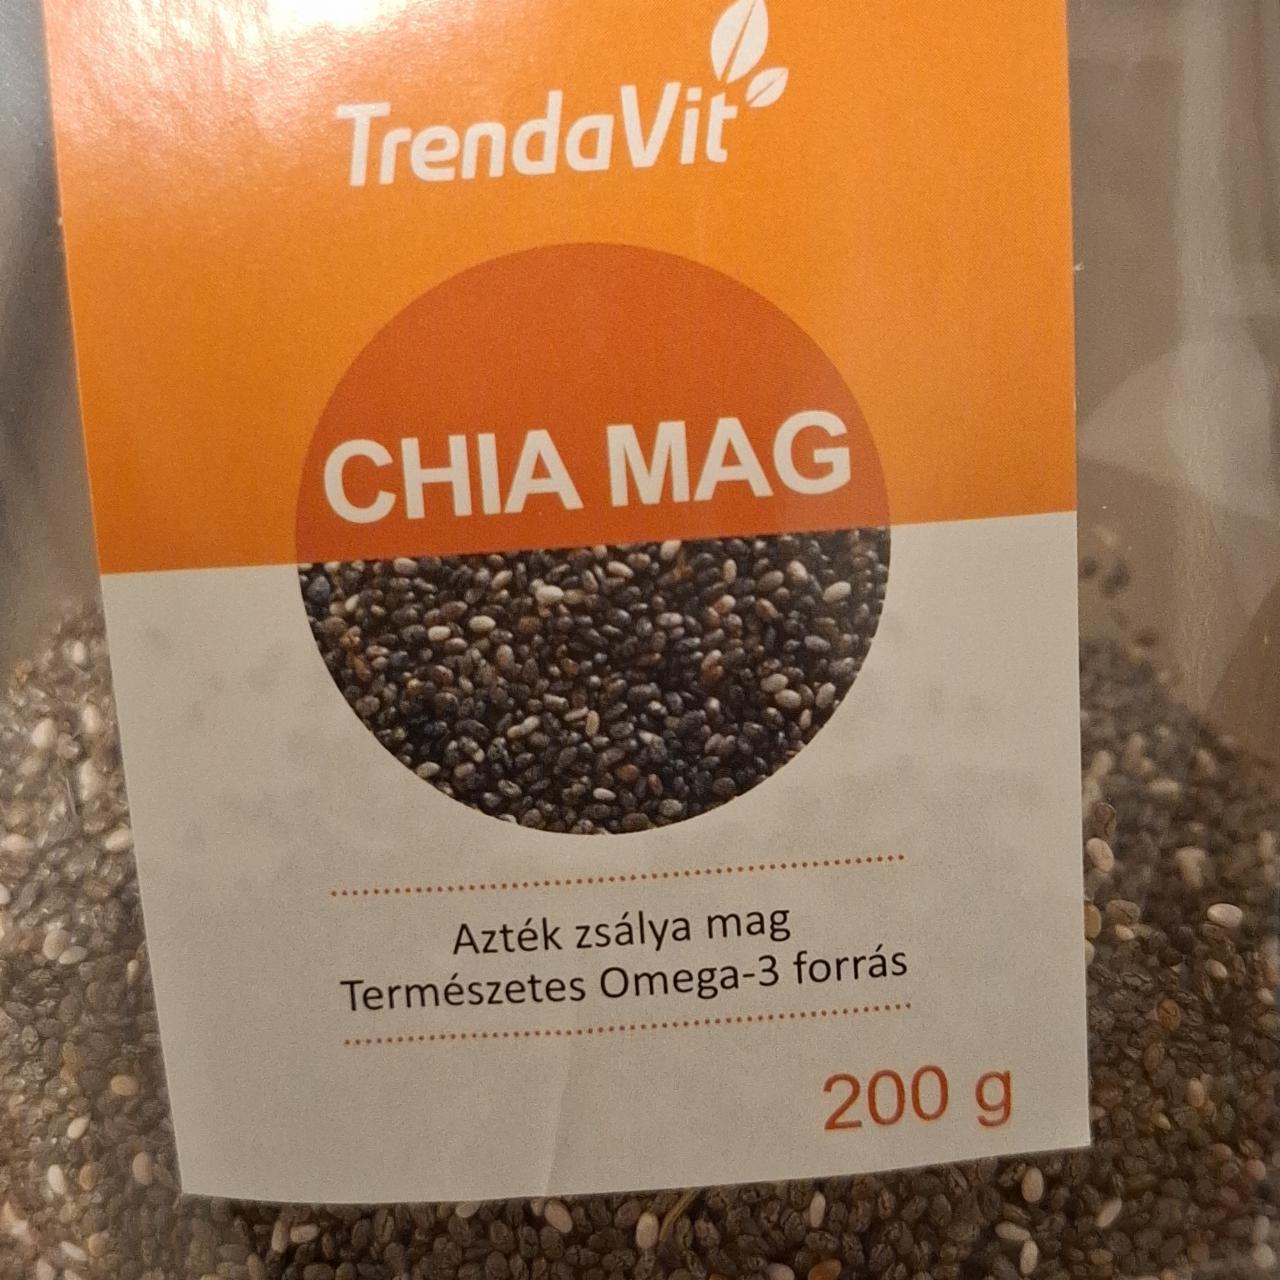 TrendaVit
CHIA MAG
Azték zsálya mag
Természetes Omega-3 forrás
200 g